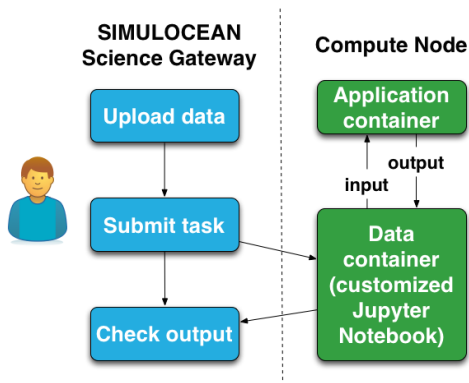 SIMULOCEAN
Science Gateway
Compute Node
Upload data
Application
container
input
output
Submit task
Data
container
(customized
Jupyter
Notebook)
Check output